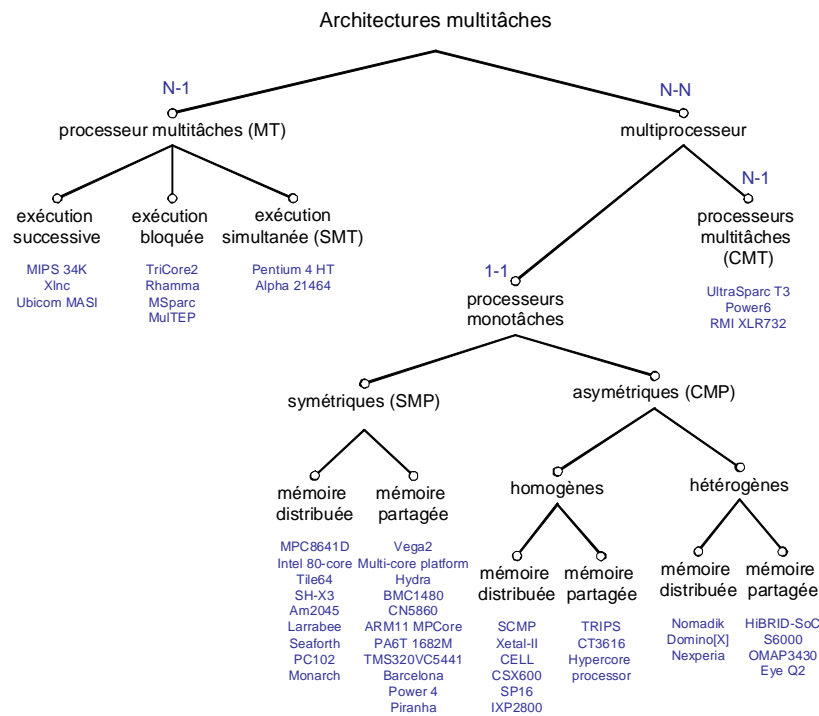 Architectures multitâches
N-1
N-N
processeur multitâches (MT)
multiprocesseur
exécution
successive
MIPS 34K
XInc
Ubicom MASI
exécution
bloquée
TriCore2
Rhamma
MSparc
MulTEP
exécution
simultanée (SMT)
Pentium 4 HT
Alpha 21464
N-1
processeurs
multitâches (CMT)
UltraSparc T3
Power6
RMI XLR732
1-1
processeurs
monotâches
symétriques (SMP)
asymétriques (CMP)
mémoire
distribuée
MPC8641D
Intel 80-core
Tile64
SH-X3
Am2045
Larrabee
Seaforth
PC102
Monarch
mémoire
partagée
Vega2
Multi-core platform
Hydra
BMC1480
CN5860
ARM11 MPCore
PA6T 1682M
TMS320VC5441
Barcelona
Power 4
Piranha
homogènes
hétérogènes
mémoire
distribuée
SCMP
Xetal-II
CELL
CSX600
SP16
IXP2800
mémoire
partagée
TRIPS
CT3616
Hypercore
processor
mémoire
distribuée
Nomadik
Domino[X]
Nexperia
mémoire
partagée
HiBRID-SoC
S6000
OMAP3430
Eye Q2